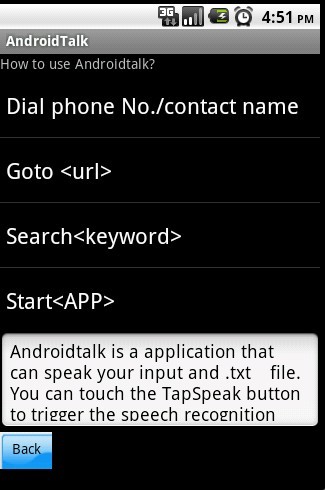 3G 4:51 PM
AndroidTalk
How to use Androidtalk?
Dial phone No./contact name
Goto <url>
Search<keyword>
Start<APP>
Androidtalk is a application that
can speak your input and .txt file.
You can touch the TapSpeak button
to trigger the speech recognition
Back